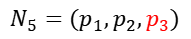 N₅ = (p₁, p₂, p₃)